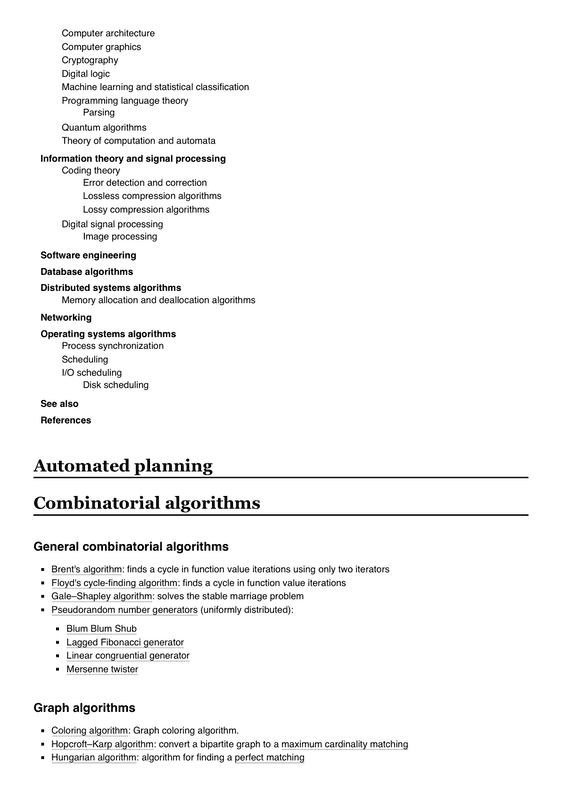 Computer architecture
Computer graphics
Cryptography
Digital logic
Machine learning and statistical classification
Programming language theory
Parsing
Quantum algorithms
Theory of computation and automata
Information theory and signal processing
Coding theory
Error detection and correction
Lossless compression algorithms
Lossy compression algorithms
Digital signal processing
Image processing
Software engineering
Database algorithms
Distributed systems algorithms
Memory allocation and deallocation algorithms
Networking
Operating systems algorithms
Process synchronization
Scheduling
I/O scheduling
Disk scheduling
See also
References
Automated planning
Combinatorial algorithms
General combinatorial algorithms
▪ Brent's algorithm: finds a cycle in function value iterations using only two iterators
▪ Floyd's cycle-finding algorithm: finds a cycle in function value iterations
▪ Gale–Shapley algorithm: solves the stable marriage problem
▪ Pseudorandom number generators (uniformly distributed):
▪ Blum Blum Shub
▪ Lagged Fibonacci generator
▪ Linear congruential generator
▪ Mersenne twister
Graph algorithms
▪ Coloring algorithm: Graph coloring algorithm.
▪ Hopcroft–Karp algorithm: convert a bipartite graph to a maximum cardinality matching
▪ Hungarian algorithm: algorithm for finding a perfect matching